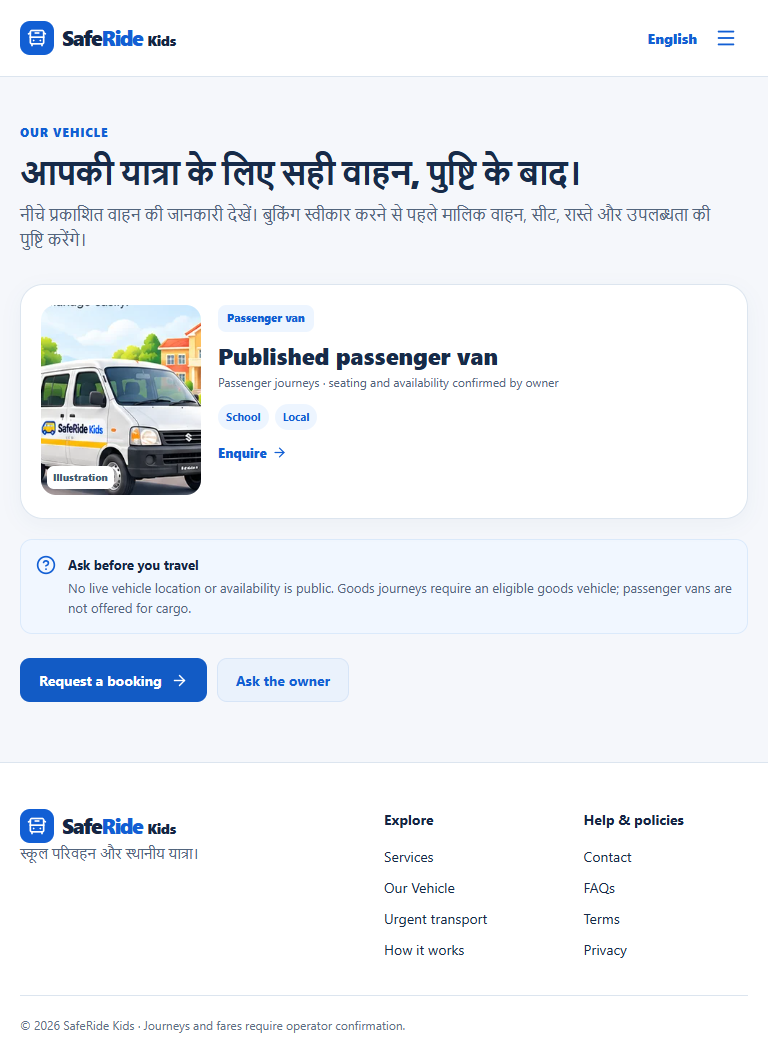 SafeRide Kids
English
OUR VEHICLE
आपकी यात्रा के लिए सही वाहन, पुष्टि के बाद।
नीचे प्रकाशित वाहन की जानकारी देखें। बुकिंग स्वीकार करने से पहले मालिक वाहन, सीट, रास्ते और उपलब्धता की
पुष्टि करेंगे।
SafeRide Kids
Illustration
Passenger van
Published passenger van
Passenger journeys · seating and availability confirmed by owner
School Local
Enquire →
Ask before you travel
No live vehicle location or availability is public. Goods journeys require an eligible goods vehicle; passenger vans are
not offered for cargo.
Request a booking →
Ask the owner
SafeRide Kids
स्कूल परिवहन और स्थानीय यात्रा।
Explore
Services
Our Vehicle
Urgent transport
How it works
Help & policies
Contact
FAQs
Terms
Privacy
© 2026 SafeRide Kids · Journeys and fares require operator confirmation.